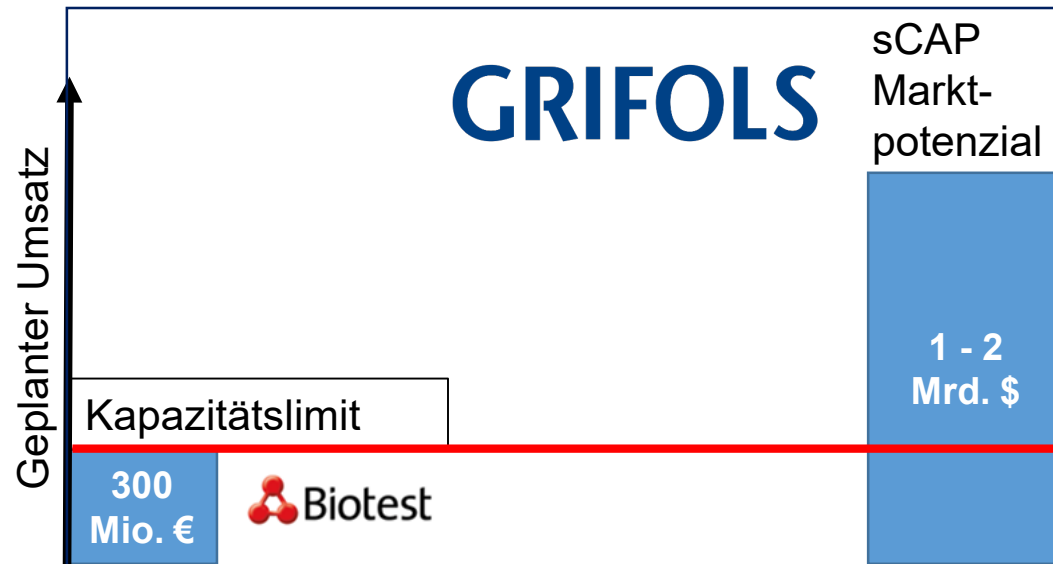 sCAP
Markt-
potenzial
GRIFOLS
Geplanter Umsatz
1 - 2
Mrd. $
Kapazitätslimit
300
Mio. €
Biotest